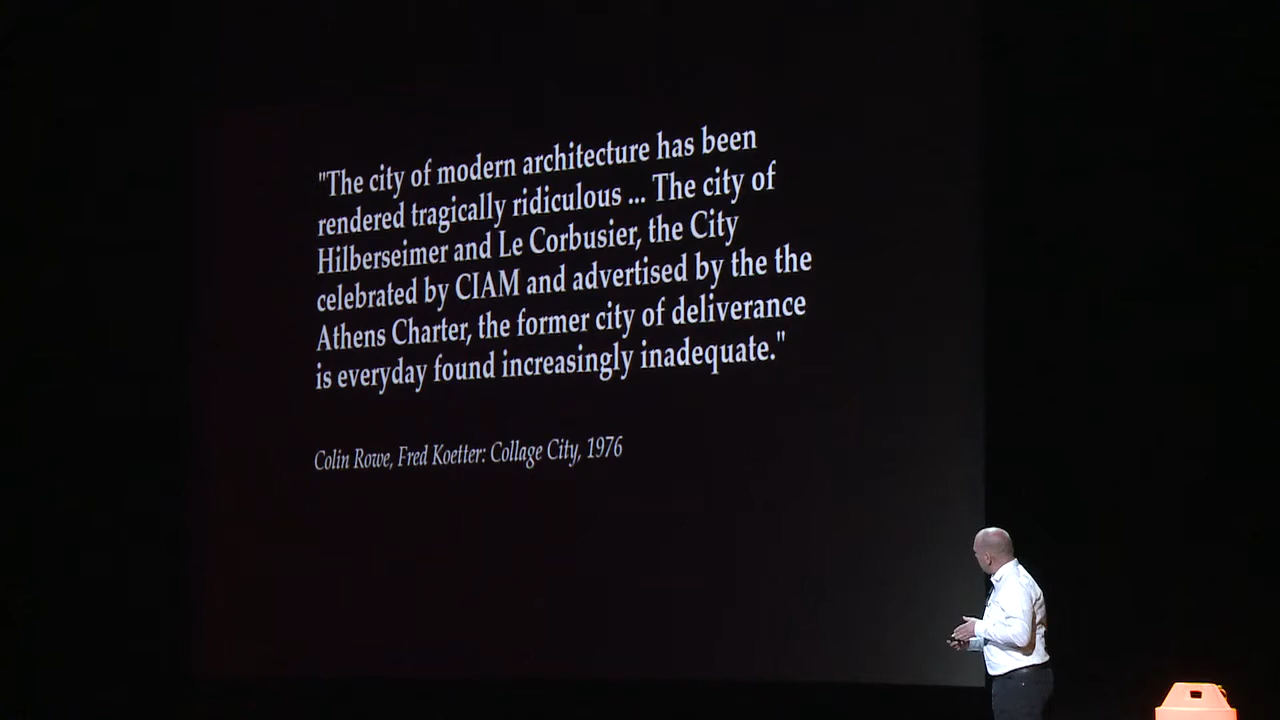 "The city of modern architecture has been
rendered tragically ridiculous ... The city of
Hilberseimer and Le Corbusier, the City
celebrated by CIAM and advertised by the the
Athens Charter, the former city of deliverance
is everyday found increasingly inadequate."
Colin Rowe, Fred Koetter: Collage City, 1976